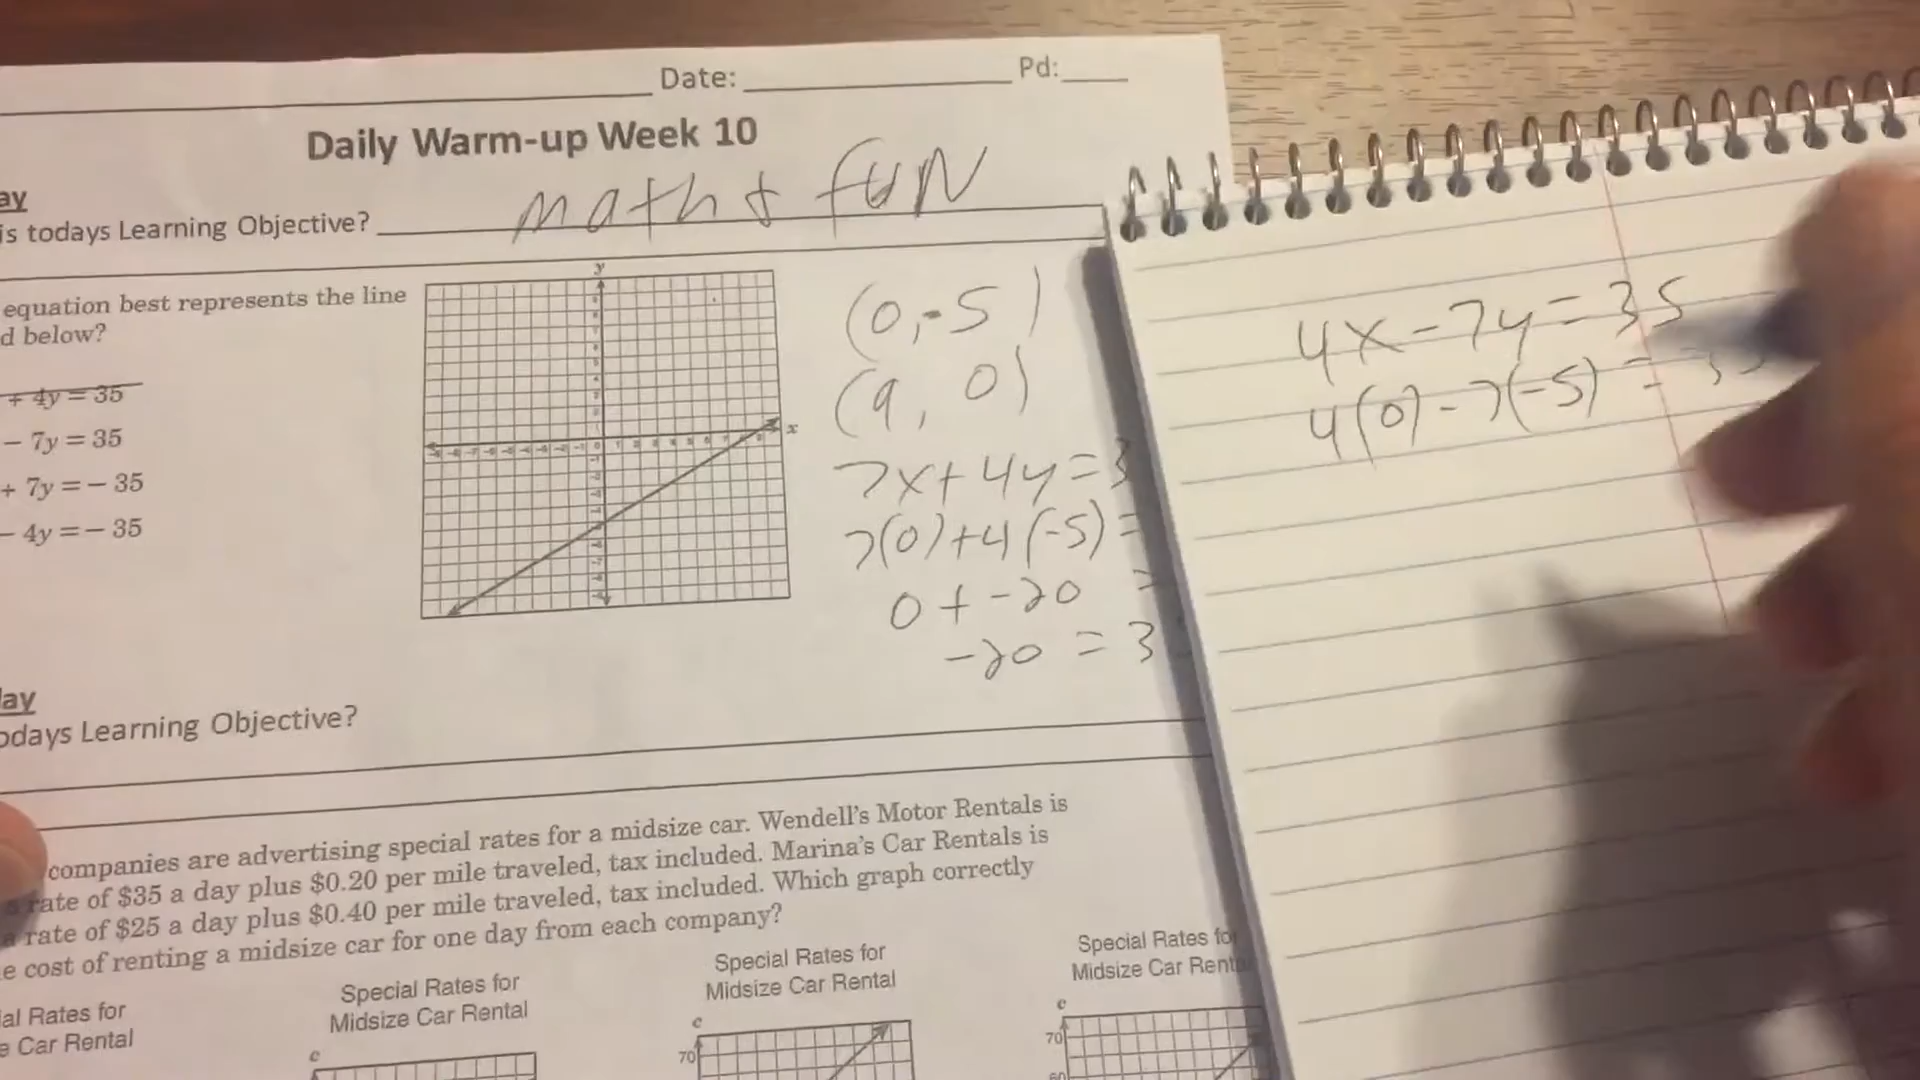 Date: Pd:
Daily Warm-up Week 10
ay
is todays Learning Objective? math & fun
equation best represents the line
d below?
+ 4y = 35
− 7y = 35
+ 7y = − 35
− 4y = − 35
y
x
(0, -5)
(9, 0)
7x + 4y = 3
7(0) + 4(-5) =
0 + -20 =
-20 = 3
4x - 7y = 35
4(0) - 7(-5) =
ay
odays Learning Objective?
companies are advertising special rates for a midsize car. Wendell's Motor Rentals is
rate of $35 a day plus $0.20 per mile traveled, tax included. Marina's Car Rentals is
a rate of $25 a day plus $0.40 per mile traveled, tax included. Which graph correctly
e cost of renting a midsize car for one day from each company?
ial Rates for
e Car Rental
Special Rates for
Midsize Car Rental
c
Special Rates for
Midsize Car Rental
c
70
Special Rates fo
Midsize Car Rent
c
70
60